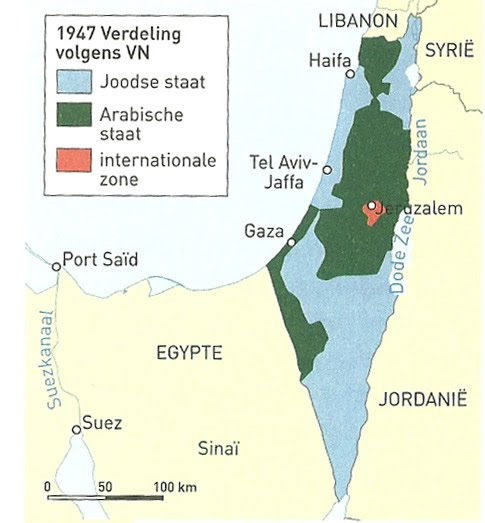 1947 Verdeling
volgens VN
Joodse staat
Arabische
staat
internationale
zone
LIBANON
SYRIË
Haifa
Tel Aviv-
Jaffa
Jordaan
Jeruzalem
Gaza
Dode Zee
Port Saïd
Suezkanaal
EGYPTE
JORDANIË
Suez
Sinaï
0 50 100 km